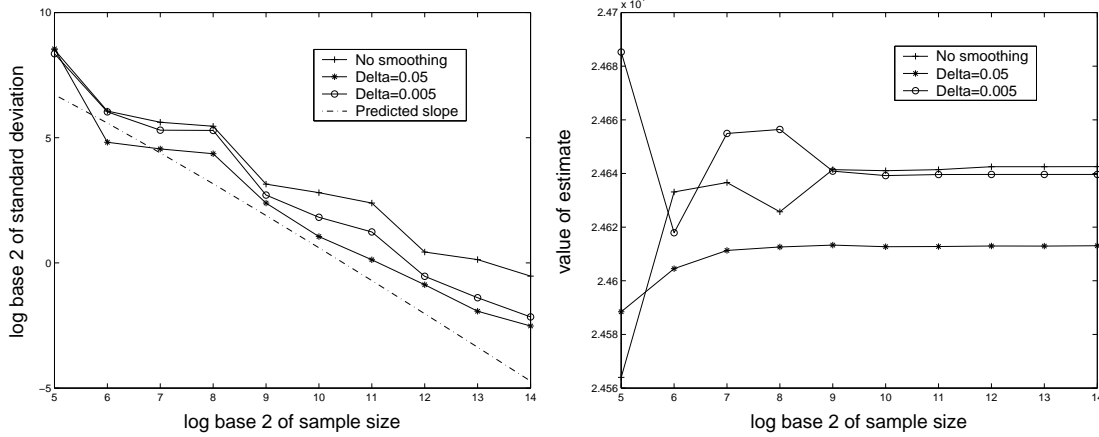 10
5
0
−5
5 6 7 8 9 10 11 12 13 14
log base 2 of sample size
log base 2 of standard deviation
No smoothing
Delta=0.05
Delta=0.005
Predicted slope
2.47 x 10
2.468
2.466
2.464
2.462
2.46
2.458
2.456
5 6 7 8 9 10 11 12 13 14
log base 2 of sample size
value of estimate
No smoothing
Delta=0.05
Delta=0.005